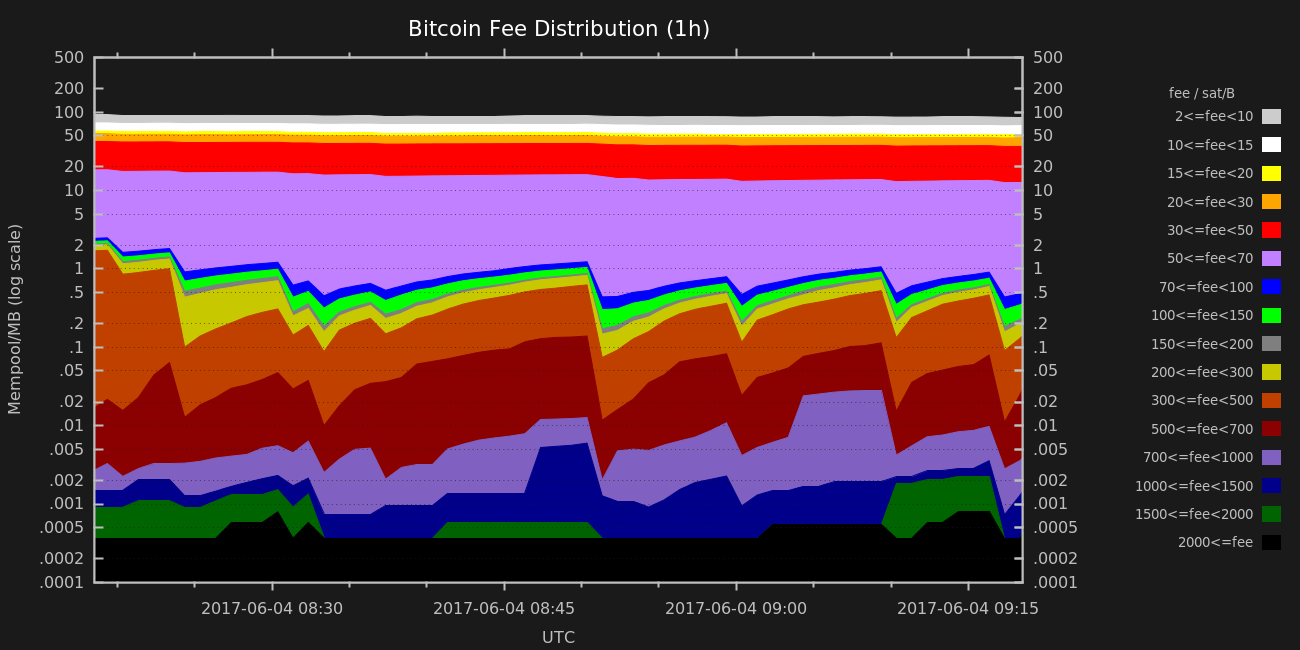 Bitcoin Fee Distribution (1h)
500 500
200 200
100 100
50 50
20 20
10 10
5 5
2 2
1 1
.5 .5
.2 .2
.1 .1
.05 .05
.02 .02
.01 .01
.005 .005
.002 .002
.001 .001
.0005 .0005
.0002 .0002
.0001 .0001
Mempool/MB (log scale)
2017-06-04 08:30 2017-06-04 08:45 2017-06-04 09:00 2017-06-04 09:15
UTC
fee / sat/B
2<=fee<10
10<=fee<15
15<=fee<20
20<=fee<30
30<=fee<50
50<=fee<70
70<=fee<100
100<=fee<150
150<=fee<200
200<=fee<300
300<=fee<500
500<=fee<700
700<=fee<1000
1000<=fee<1500
1500<=fee<2000
2000<=fee